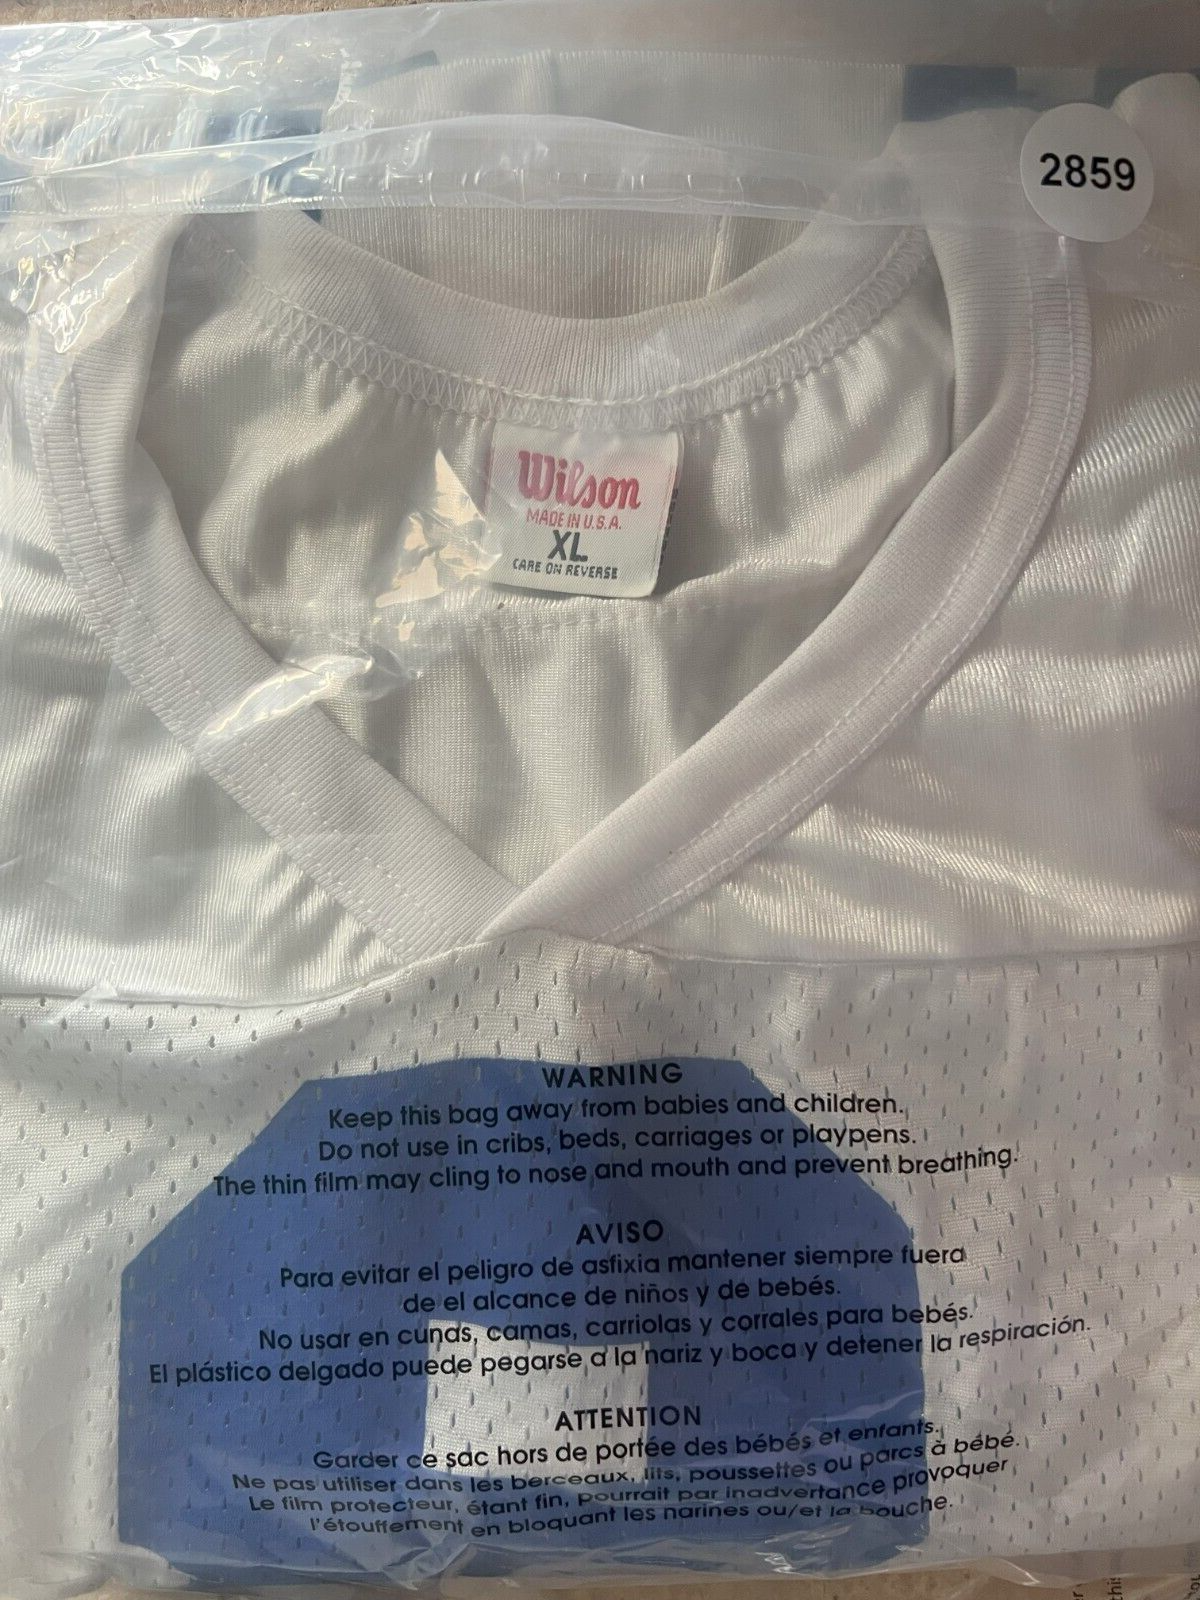 2859
Wilson
MADE IN U.S.A.
XL
CARE ON REVERSE
WARNING
Keep this bag away from babies and children.
Do not use in cribs, beds, carriages or playpens.
The thin film may cling to nose and mouth and prevent breathing.
AVISO
Para evitar el peligro de asfixia mantener siempre fuera
de el alcance de niños y de bebés.
No usar en cunas, camas, carriolas y corrales para bebés.
El plástico delgado puede pegarse a la nariz y boca y detener la respiración.
ATTENTION
Garder ce sac hors de portée des bébés et enfants.
Ne pas utiliser dans les berceaux, lits, poussettes ou parcs à bébé.
Le film protecteur, étant fin, pourrait par inadvertance provoquer
l'étouffement en bloquant les narines ou/et la bouche.